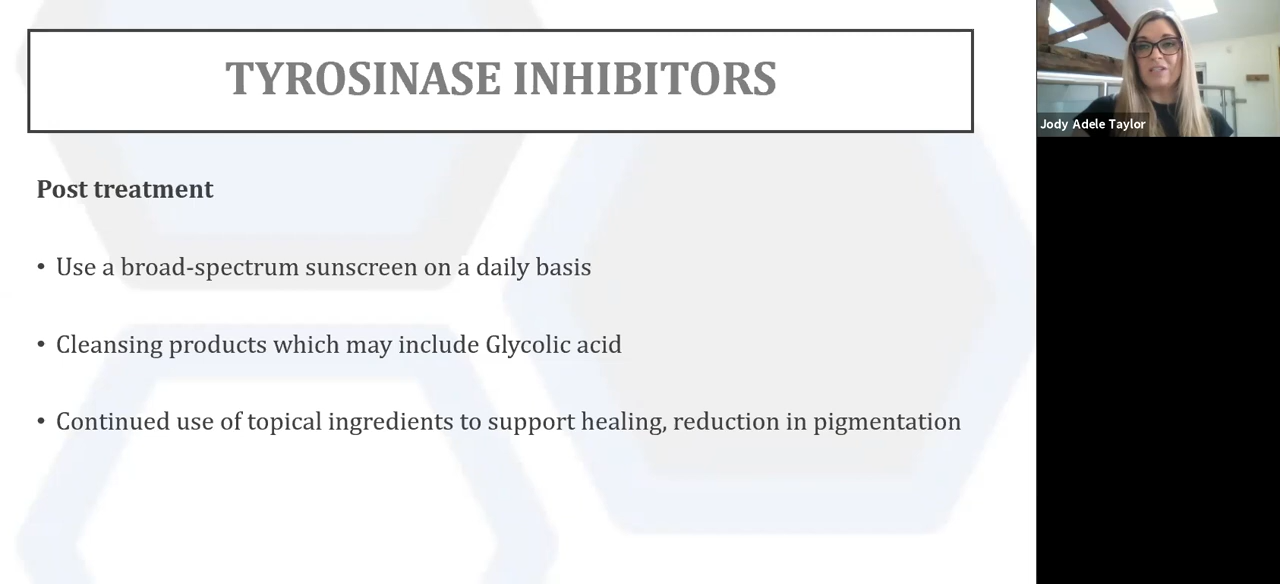 TYROSINASE INHIBITORS
Post treatment
• Use a broad-spectrum sunscreen on a daily basis
• Cleansing products which may include Glycolic acid
• Continued use of topical ingredients to support healing, reduction in pigmentation
Jody Adele Taylor